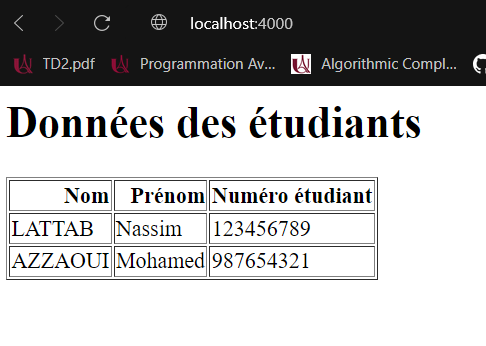 localhost:4000
TD2.pdf Programmation Av... Algorithmic Compl...
Données des étudiants
Nom Prénom Numéro étudiant
LATTAB Nassim 123456789
AZZAOUI Mohamed 987654321